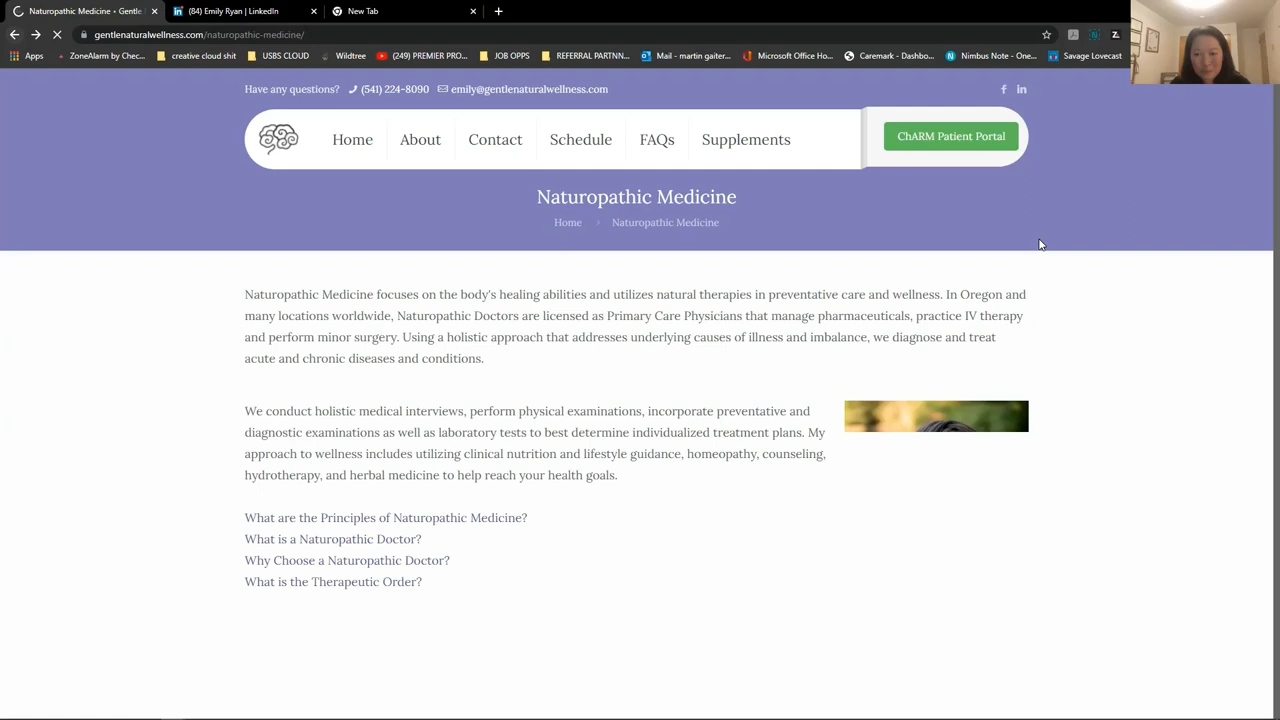 Naturopathic Medicine • Gentle
(84) Emily Ryan | LinkedIn
New Tab
gentlenaturalwellness.com/naturopathic-medicine/
Apps
ZoneAlarm by Chec...
creative cloud shit
USBS CLOUD
Wildtree
(249) PREMIER PRO...
JOB OPPS
REFERRAL PARTNN...
Mail - martin gaiter...
Microsoft Office Ho...
Caremark - Dashbo...
Nimbus Note - One...
Savage Lovecast
Have any questions? (541) 224-8090 emily@gentlenaturalwellness.com
Home About Contact Schedule FAQs Supplements
ChARM Patient Portal
Naturopathic Medicine
Home > Naturopathic Medicine
Naturopathic Medicine focuses on the body's healing abilities and utilizes natural therapies in preventative care and wellness. In Oregon and
many locations worldwide, Naturopathic Doctors are licensed as Primary Care Physicians that manage pharmaceuticals, practice IV therapy
and perform minor surgery. Using a holistic approach that addresses underlying causes of illness and imbalance, we diagnose and treat
acute and chronic diseases and conditions.
We conduct holistic medical interviews, perform physical examinations, incorporate preventative and
diagnostic examinations as well as laboratory tests to best determine individualized treatment plans. My
approach to wellness includes utilizing clinical nutrition and lifestyle guidance, homeopathy, counseling,
hydrotherapy, and herbal medicine to help reach your health goals.
What are the Principles of Naturopathic Medicine?
What is a Naturopathic Doctor?
Why Choose a Naturopathic Doctor?
What is the Therapeutic Order?